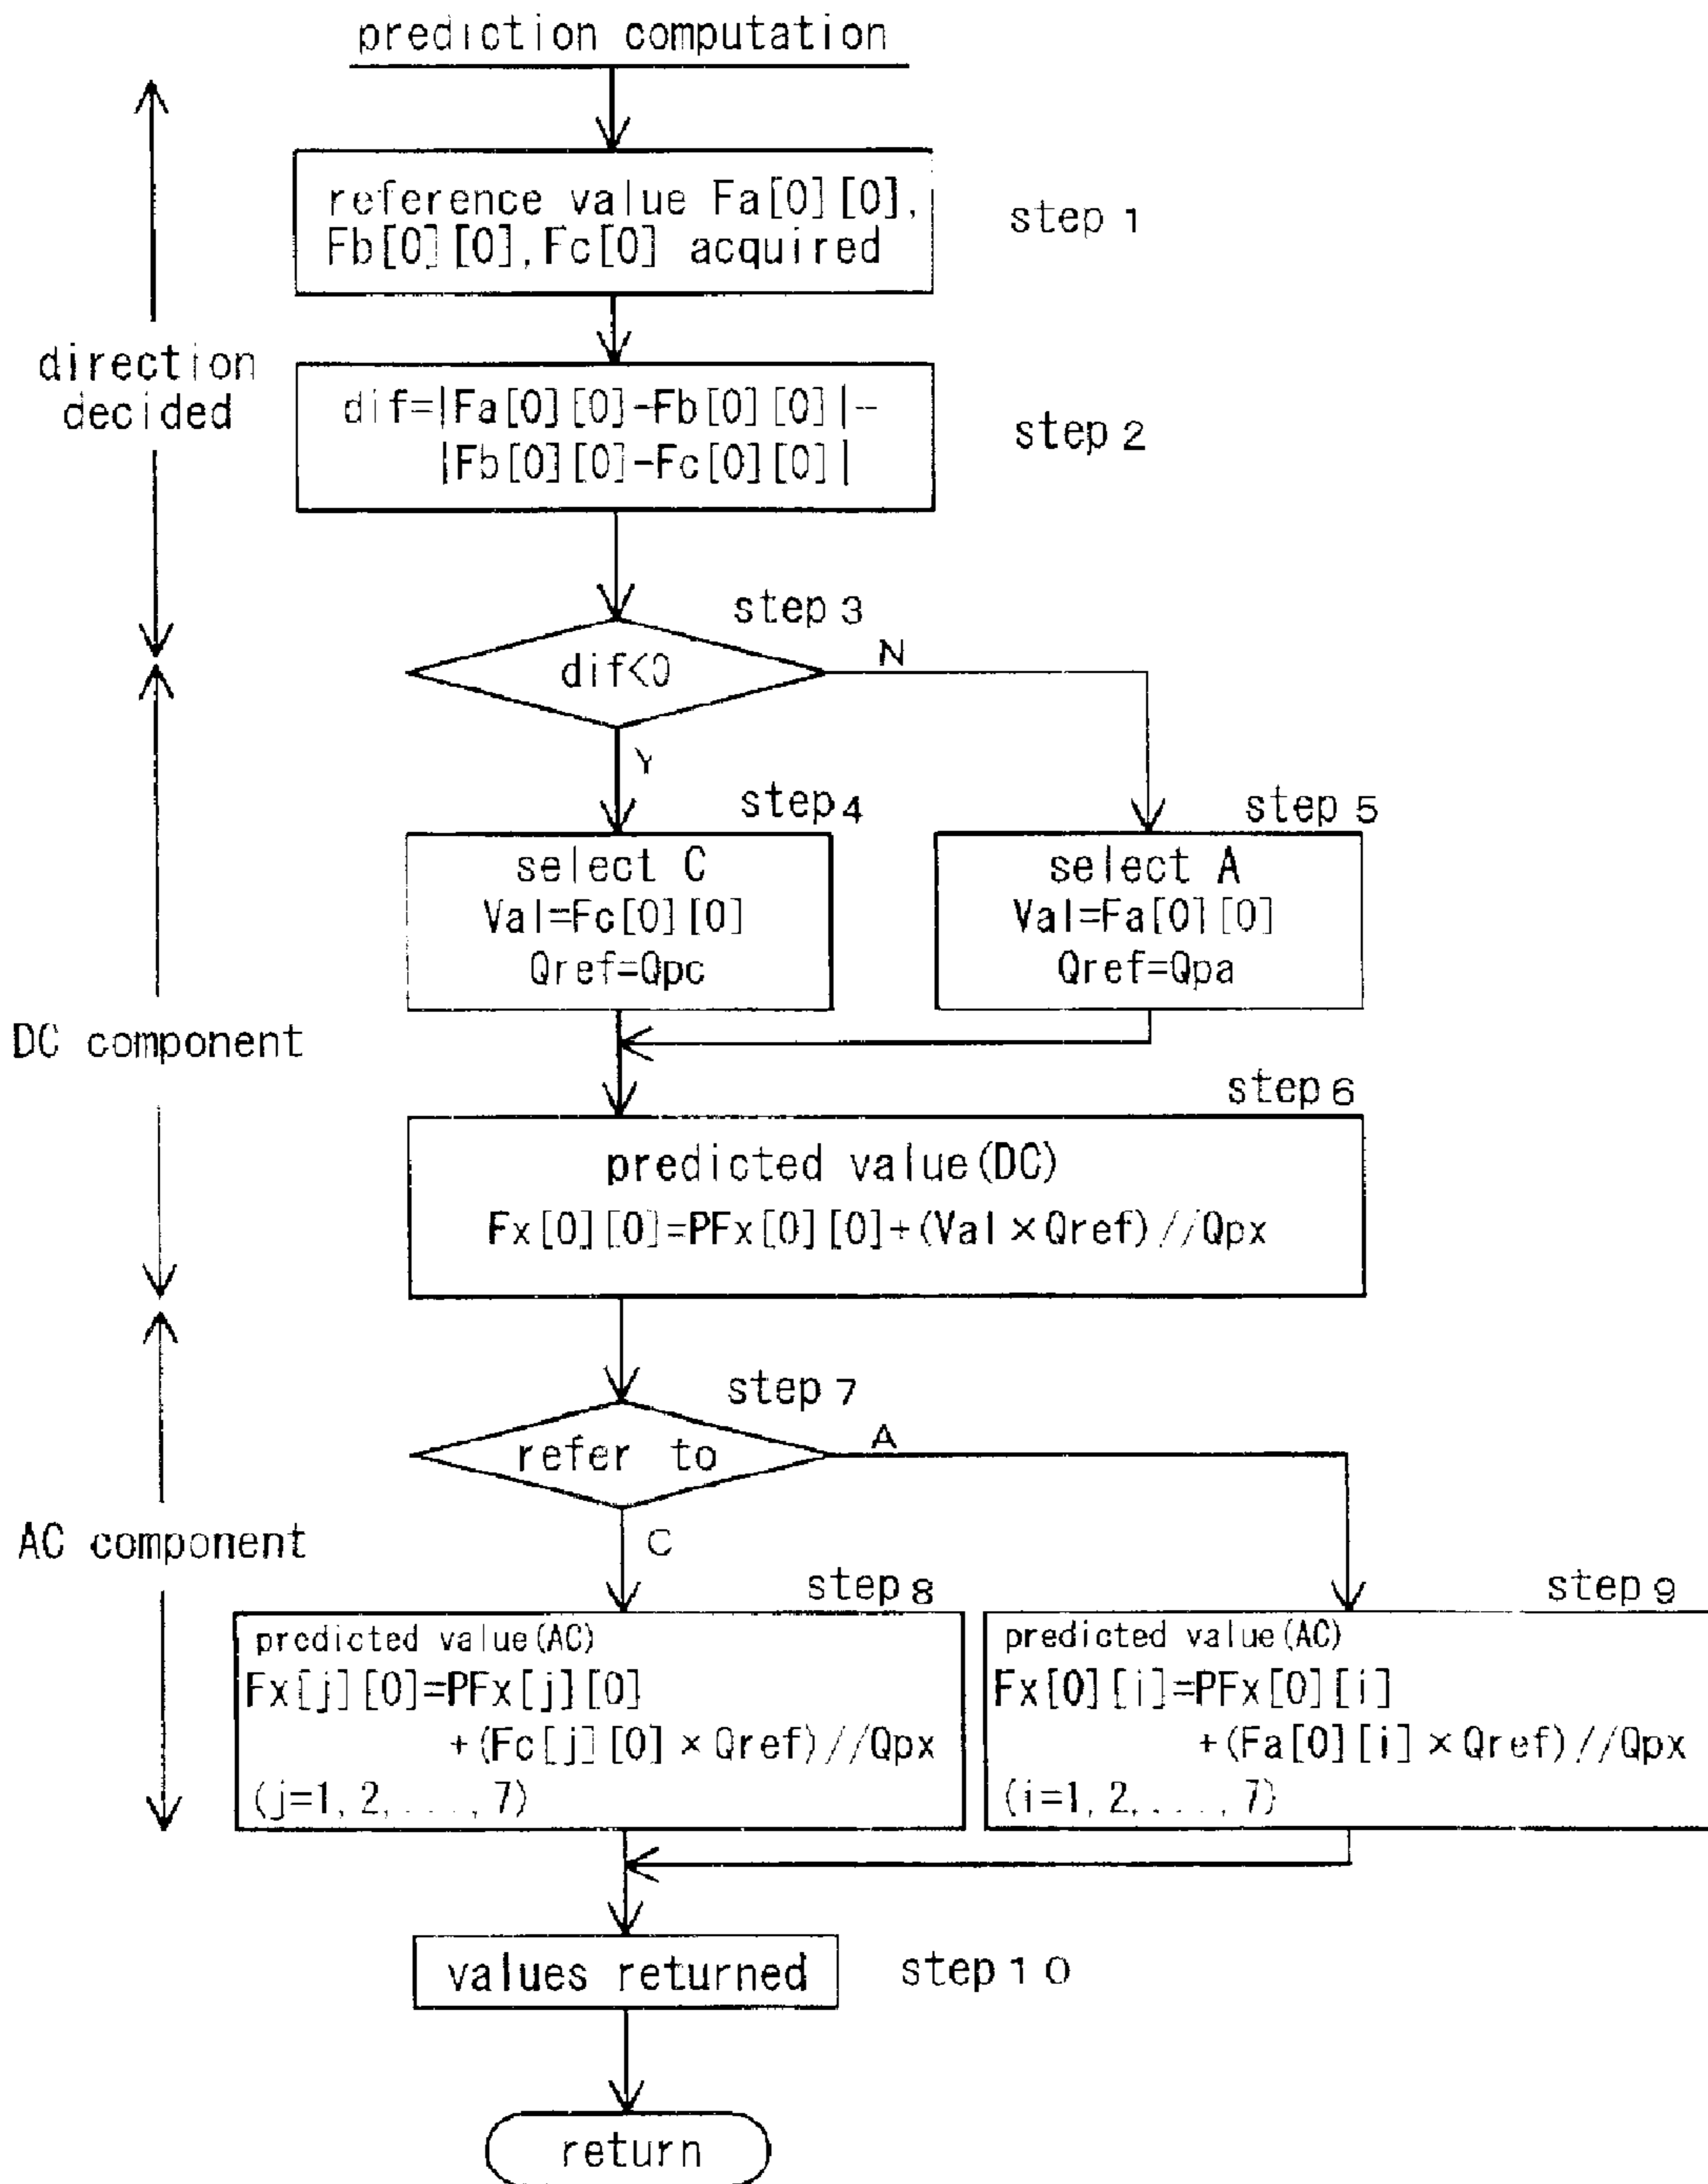 prediction computation
reference value Fa[0][0],
Fb[0][0],Fc[0] acquired
step 1
direction
decided
dif=|Fa[0][0]-Fb[0][0]|-
|Fb[0][0]-Fc[0][0]|
step 2
step 3
dif<0
N
Y
step4
step 5
select C
Val=Fc[0][0]
Qref=Qpc
select A
Val=Fa[0][0]
Qref=Qpa
DC component
step 6
predicted value(DC)
Fx[0][0]=PFx[0][0]+(Val×Qref)//Qpx
step 7
refer to
A
C
AC component
step 8
step 9
predicted value(AC)
Fx[j][0]=PFx[j][0]
+(Fc[j][0]×Qref)//Qpx
(j=1,2,...,7)
predicted value(AC)
Fx[0][i]=PFx[0][i]
+(Fa[0][i]×Qref)//Qpx
(i=1,2,...,7)
values returned
step 10
return